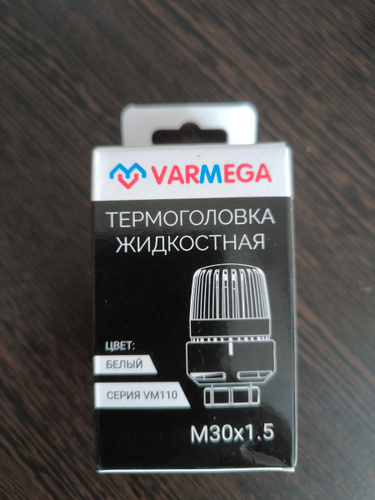 VARMEGA
ТЕРМОГОЛОВКА
ЖИДКОСТНАЯ
ЦВЕТ:
БЕЛЫЙ
СЕРИЯ VM110
M30x1.5